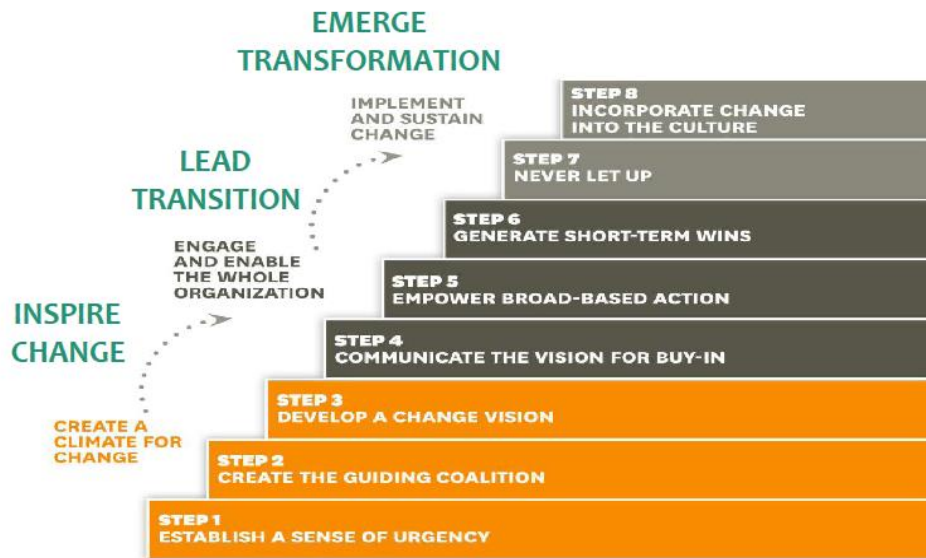 EMERGE
TRANSFORMATION
IMPLEMENT
AND SUSTAIN
CHANGE
LEAD
TRANSITION
ENGAGE
AND ENABLE
THE WHOLE
ORGANIZATION
INSPIRE
CHANGE
CREATE A
CLIMATE FOR
CHANGE
STEP 8
INCORPORATE CHANGE
INTO THE CULTURE
STEP 7
NEVER LET UP
STEP 6
GENERATE SHORT-TERM WINS
STEP 5
EMPOWER BROAD-BASED ACTION
STEP 4
COMMUNICATE THE VISION FOR BUY-IN
STEP 3
DEVELOP A CHANGE VISION
STEP 2
CREATE THE GUIDING COALITION
STEP 1
ESTABLISH A SENSE OF URGENCY